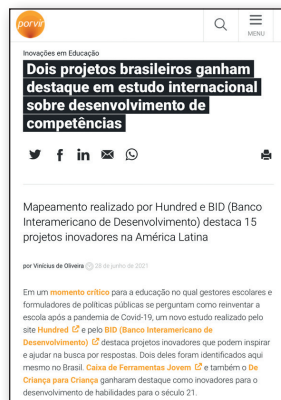 porvir
MENU
Inovações em Educação
Dois projetos brasileiros ganham
destaque em estudo internacional
sobre desenvolvimento de
competências
Mapeamento realizado por Hundred e BID (Banco
Interamericano de Desenvolvimento) destaca 15
projetos inovadores na América Latina
por Vinícius de Oliveira 28 de junho de 2021
Em um momento crítico para a educação no qual gestores escolares e
formuladores de políticas públicas se perguntam como reinventar a
escola após a pandemia de Covid-19, um novo estudo realizado pelo
site Hundred e pelo BID (Banco Interamericano de
Desenvolvimento) destaca projetos inovadores que podem inspirar
e ajudar na busca por respostas. Dois deles foram identificados aqui
mesmo no Brasil. Caixa de Ferramentas Jovem e também o De
Criança para Criança ganharam destaque como inovadores para o
desenvolvimento de habilidades para o século 21.